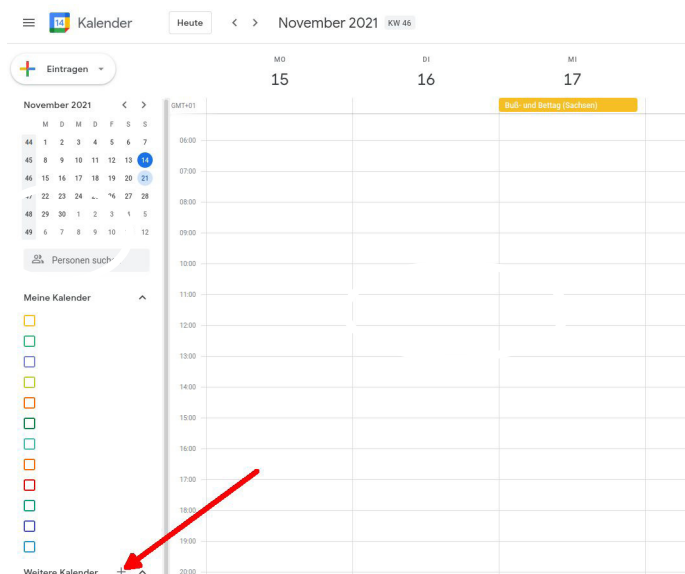 14 Kalender Heute November 2021 KW 46
Eintragen
MO DI MI
15 16 17
November 2021
GMT+01
Buß- und Bettag (Sachsen)
M D M D F S S
44 1 2 3 4 5 6 7
45 8 9 10 11 12 13 14
46 15 16 17 18 19 20 21
22 23 24 27 28
48 29 30 1 2 3 5
49 6 7 8 9 10 12
Personen suche
Meine Kalender
Weitere Kalender
06:00
07:00
08:00
09:00
10:00
11:00
12:00
13:00
14:00
15:00
16:00
17:00
18:00
19:00
20:00